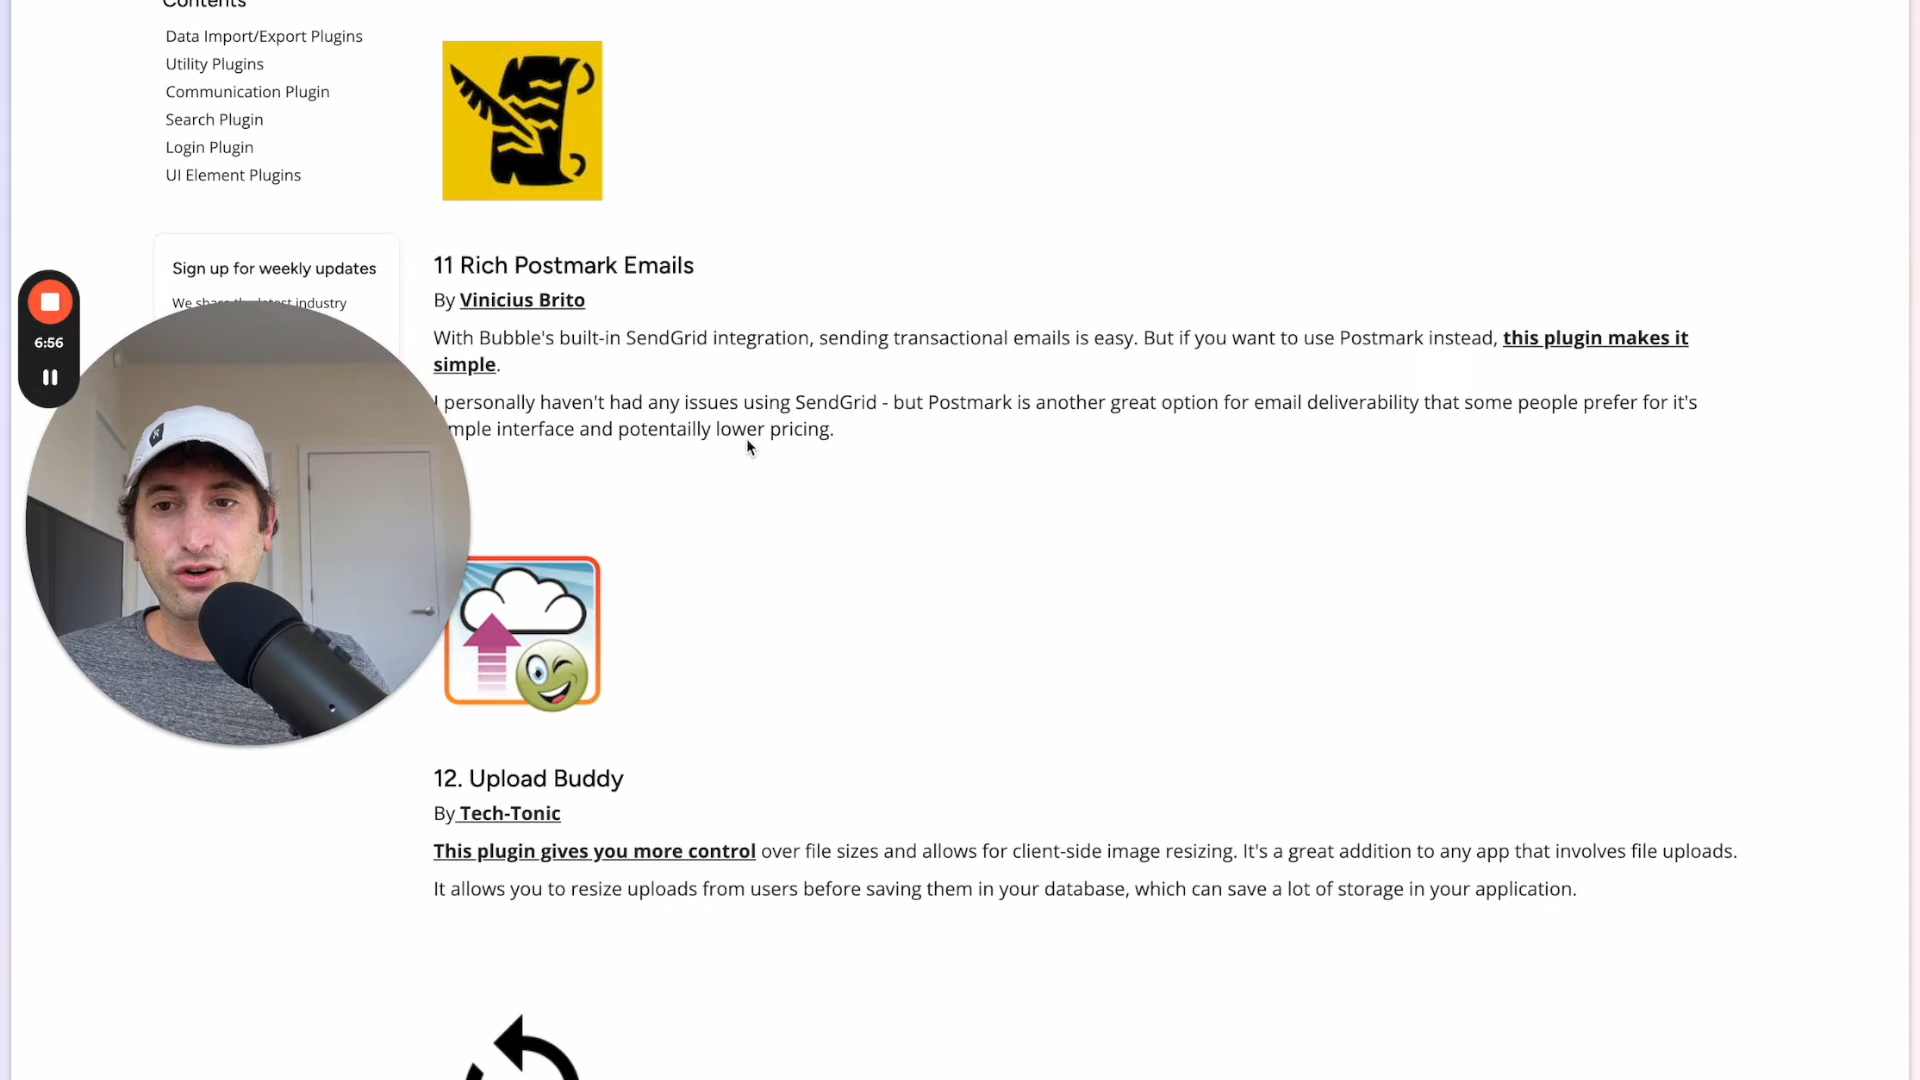 Contents
Data Import/Export Plugins
Utility Plugins
Communication Plugin
Search Plugin
Login Plugin
UI Element Plugins
Sign up for weekly updates
We share the latest industry
6:56
11 Rich Postmark Emails
By Vinicius Brito
With Bubble's built-in SendGrid integration, sending transactional emails is easy. But if you want to use Postmark instead, this plugin makes it
simple.
I personally haven't had any issues using SendGrid - but Postmark is another great option for email deliverability that some people prefer for it's
mple interface and potentailly lower pricing.
12. Upload Buddy
By Tech-Tonic
This plugin gives you more control over file sizes and allows for client-side image resizing. It's a great addition to any app that involves file uploads.
It allows you to resize uploads from users before saving them in your database, which can save a lot of storage in your application.